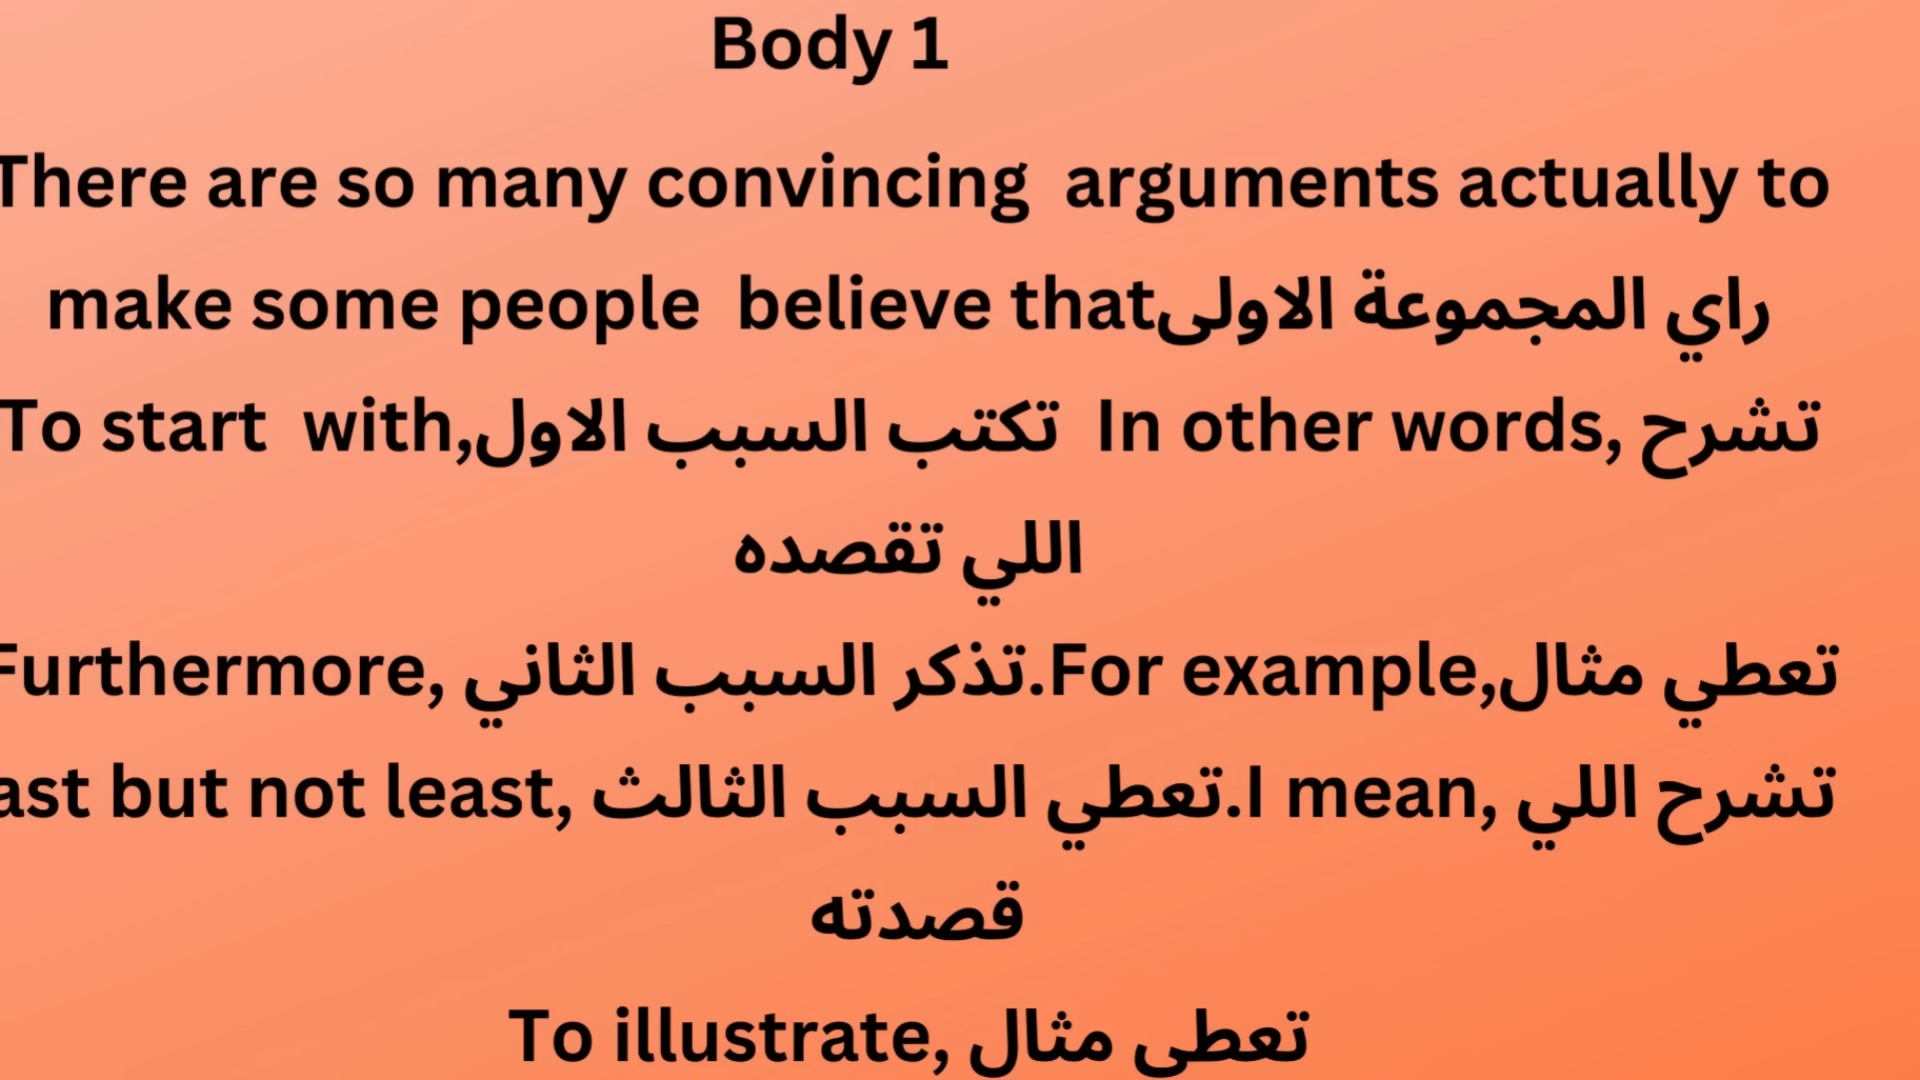 Body 1
There are so many convincing arguments actually to
make some people believe thatراي المجموعة الاولى
To start with,تكتب السبب الاول In other words, تشرح
اللي تقصده
Furthermore, تذكر السبب الثاني.For example,تعطي مثال
ast but not least, تعطي السبب الثالث.I mean, تشرح اللي
قصدته
To illustrate, تعطي مثال